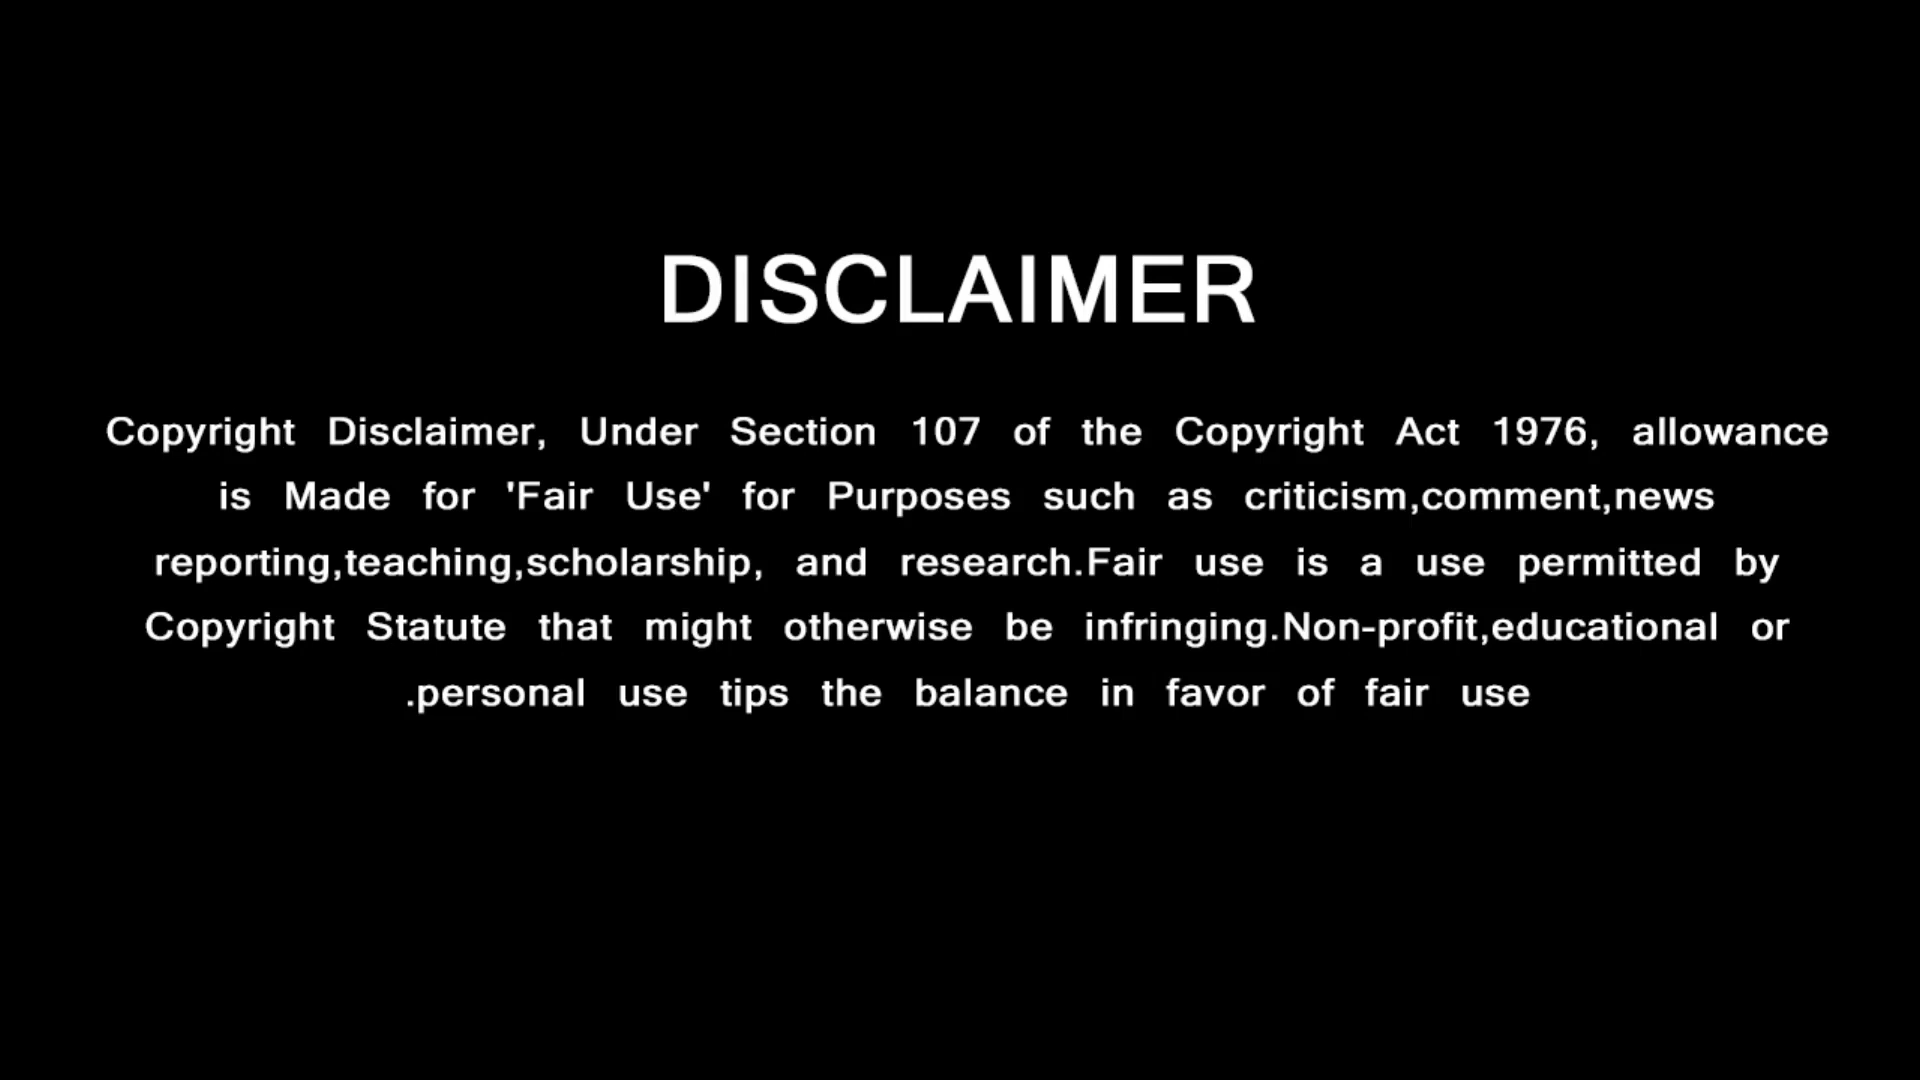 DISCLAIMER
Copyright Disclaimer, Under Section 107 of the Copyright Act 1976, allowance
is Made for 'Fair Use' for Purposes such as criticism,comment,news
reporting,teaching,scholarship, and research.Fair use is a use permitted by
Copyright Statute that might otherwise be infringing.Non-profit,educational or
.personal use tips the balance in favor of fair use